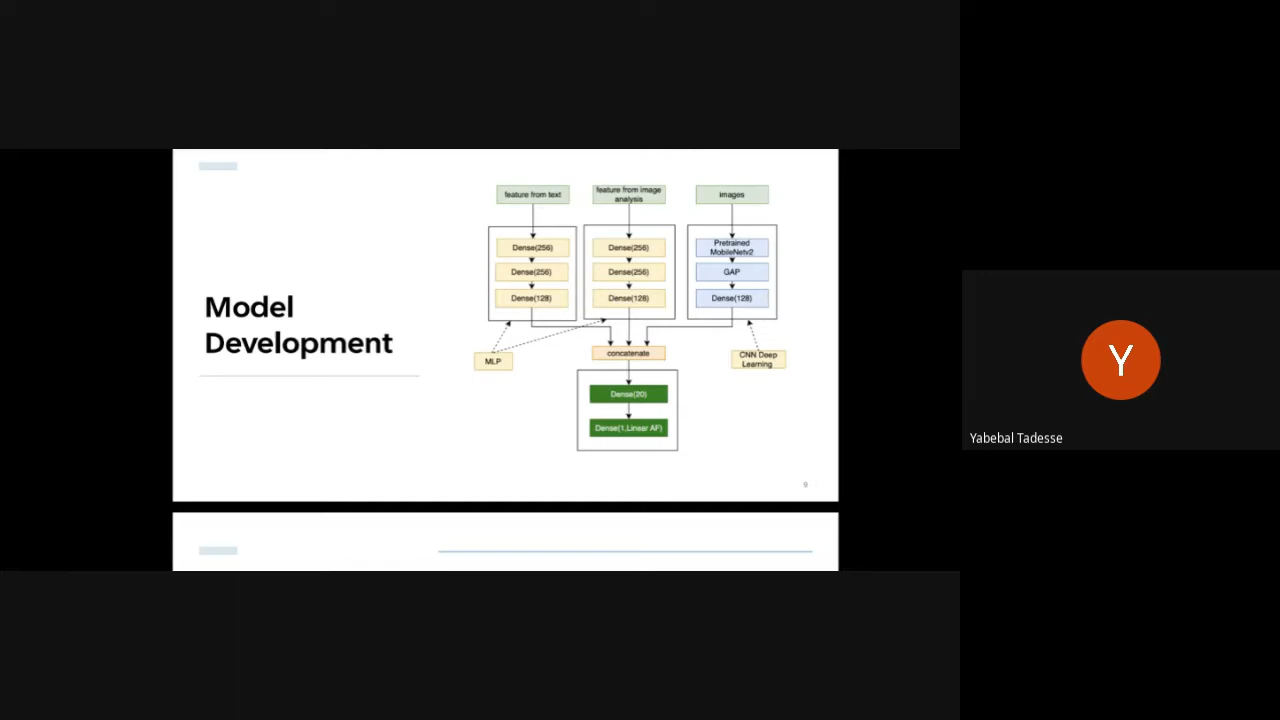 Model
Development
feature from text
feature from image
analysis
images
Dense(256)
Dense(256)
Dense(128)
Dense(256)
Dense(256)
Dense(128)
Pretrained
MobileNetv2
GAP
Dense(128)
MLP
concatenate
CNN Deep
Learning
Dense(20)
Dense(1,Linear AF)
9
Y
Yabebal Tadesse